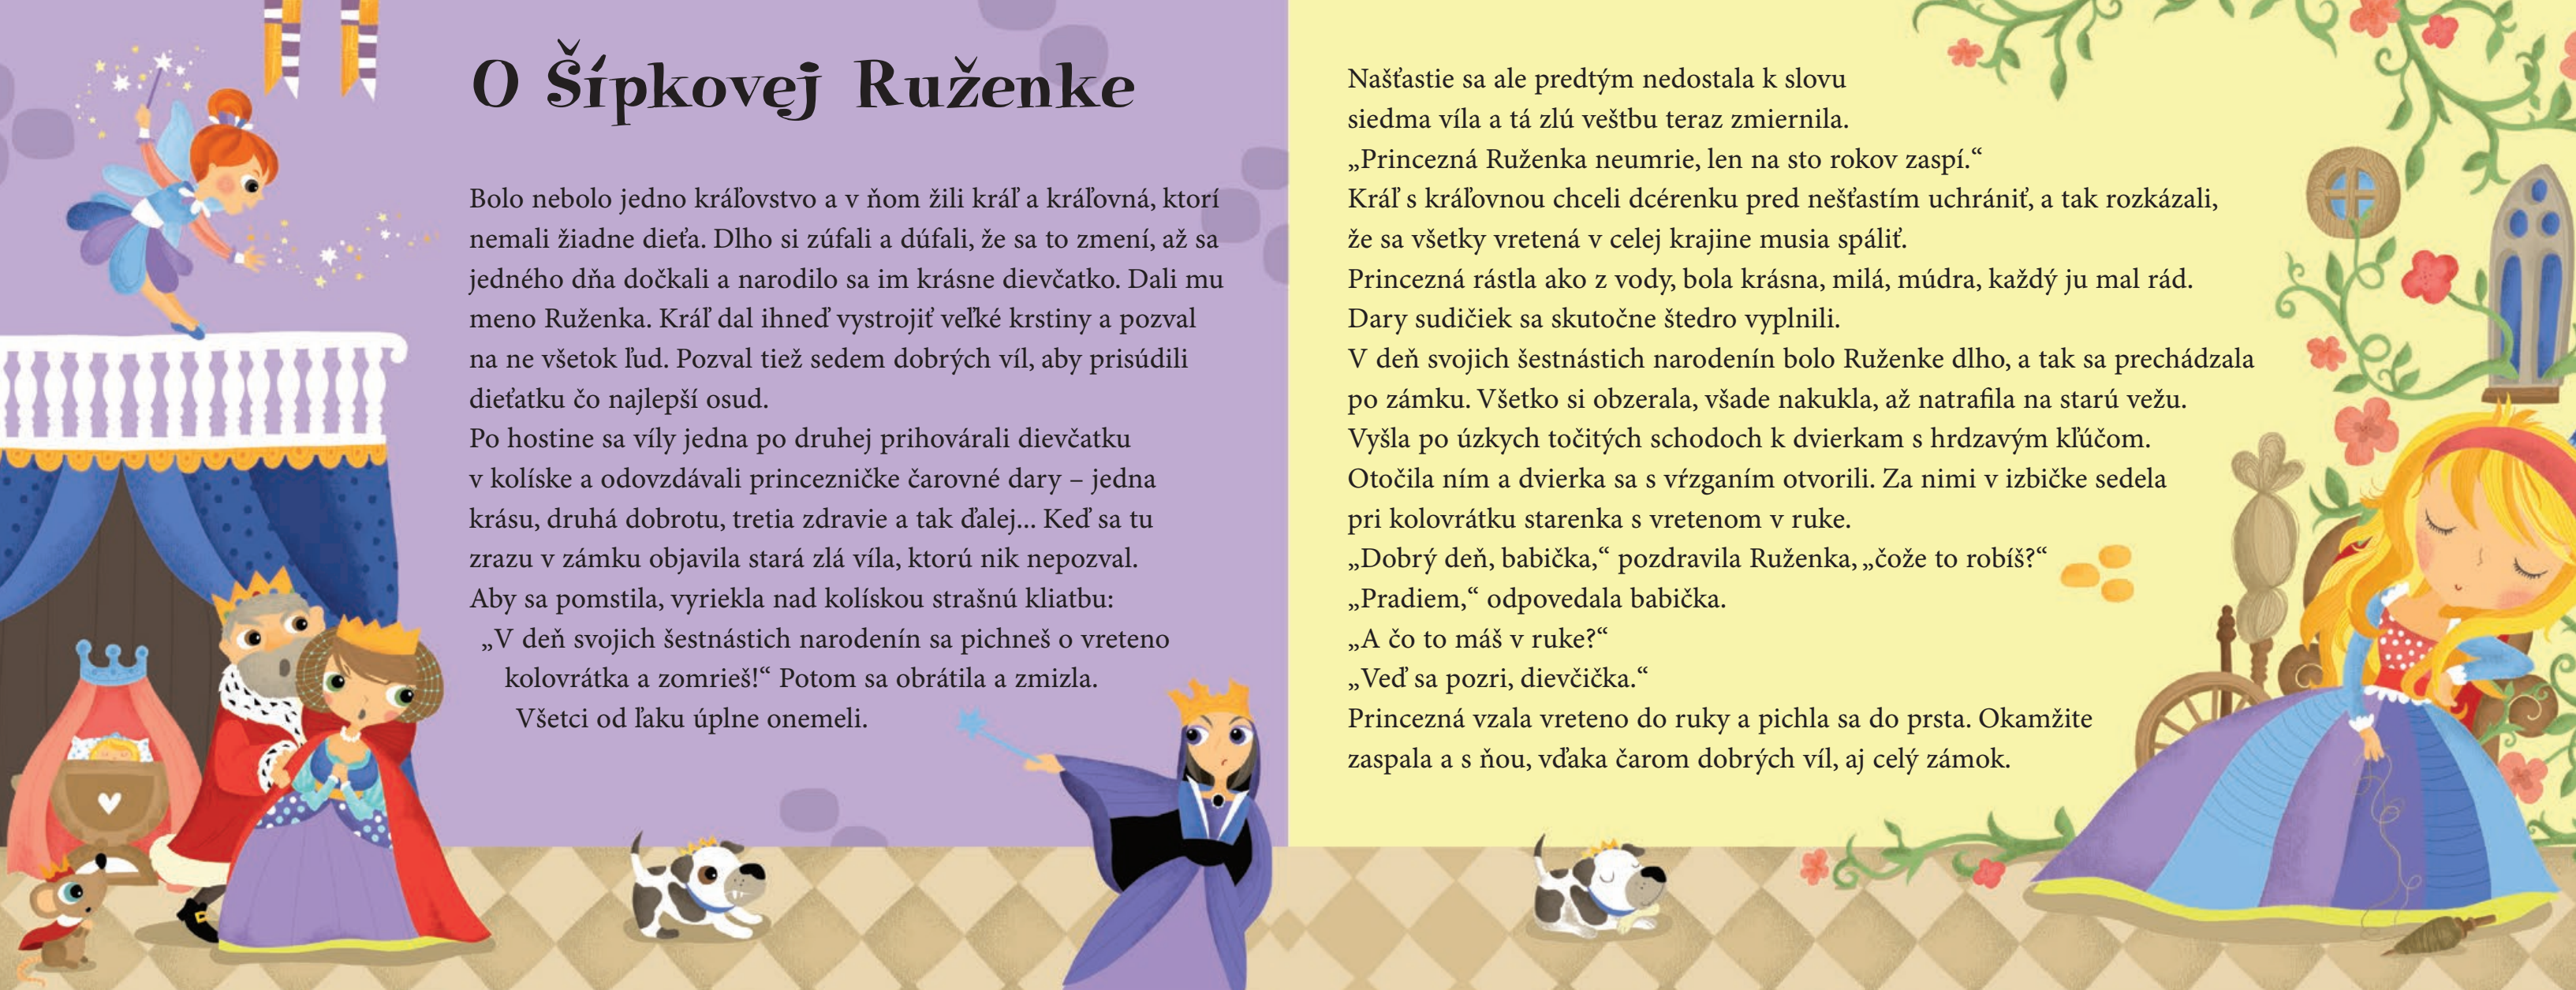 O Šípkovej Ruženke
Bolo nebolo jedno kráľovstvo a v ňom žili kráľ a kráľovná, ktorí
nemali žiadne dieťa. Dlho si zúfali a dúfali, že sa to zmení, až sa
jedného dňa dočkali a narodilo sa im krásne dievčatko. Dali mu
meno Ruženka. Kráľ dal ihneď vystrojiť veľké krstiny a pozval
na ne všetok ľud. Pozval tiež sedem dobrých víl, aby prisúdili
dieťatku čo najlepší osud.
Po hostine sa víly jedna po druhej prihovárali dievčatku
v kolíske a odovzdávali princezničke čarovné dary – jedna
krásu, druhá dobrotu, tretia zdravie a tak ďalej... Keď sa tu
zrazu v zámku objavila stará zlá víla, ktorú nik nepozval.
Aby sa pomstila, vyriekla nad kolískou strašnú kliatbu:
„V deň svojich šestnástich narodenín sa pichneš o vreteno
kolovrátka a zomrieš!“ Potom sa obrátila a zmizla.
Všetci od ľaku úplne onemeli.
Našťastie sa ale predtým nedostala k slovu
siedma víla a tá zlú veštbu teraz zmiernila.
„Princezná Ruženka neumrie, len na sto rokov zaspí.“
Kráľ s kráľovnou chceli dcérenku pred nešťastím uchrániť, a tak rozkázali,
že sa všetky vretená v celej krajine musia spáliť.
Princezná rástla ako z vody, bola krásna, milá, múdra, každý ju mal rád.
Dary sudičiek sa skutočne štedro vyplnili.
V deň svojich šestnástich narodenín bolo Ruženke dlho, a tak sa prechádzala
po zámku. Všetko si obzerala, všade nakukla, až natrafila na starú vežu.
Vyšla po úzkych točitých schodoch k dvierkam s hrdzavým kľúčom.
Otočila ním a dvierka sa s vŕzganím otvorili. Za nimi v izbičke sedela
pri kolovrátku starenka s vretenom v ruke.
„Dobrý deň, babička,“ pozdravila Ruženka, „čože to robíš?“
„Pradiem,“ odpovedala babička.
„A čo to máš v ruke?“
„Veď sa pozri, dievčička.“
Princezná vzala vreteno do ruky a pichla sa do prsta. Okamžite
zaspala a s ňou, vďaka čarom dobrých víl, aj celý zámok.